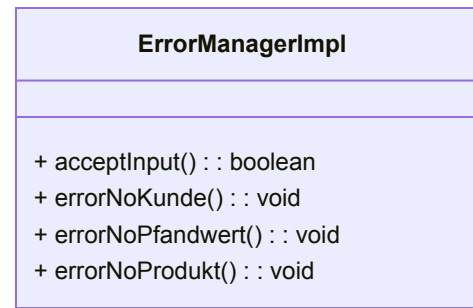 ErrorManagerImpl
+ acceptInput() : : boolean
+ errorNoKunde() : : void
+ errorNoPfandwert() : : void
+ errorNoProdukt() : : void